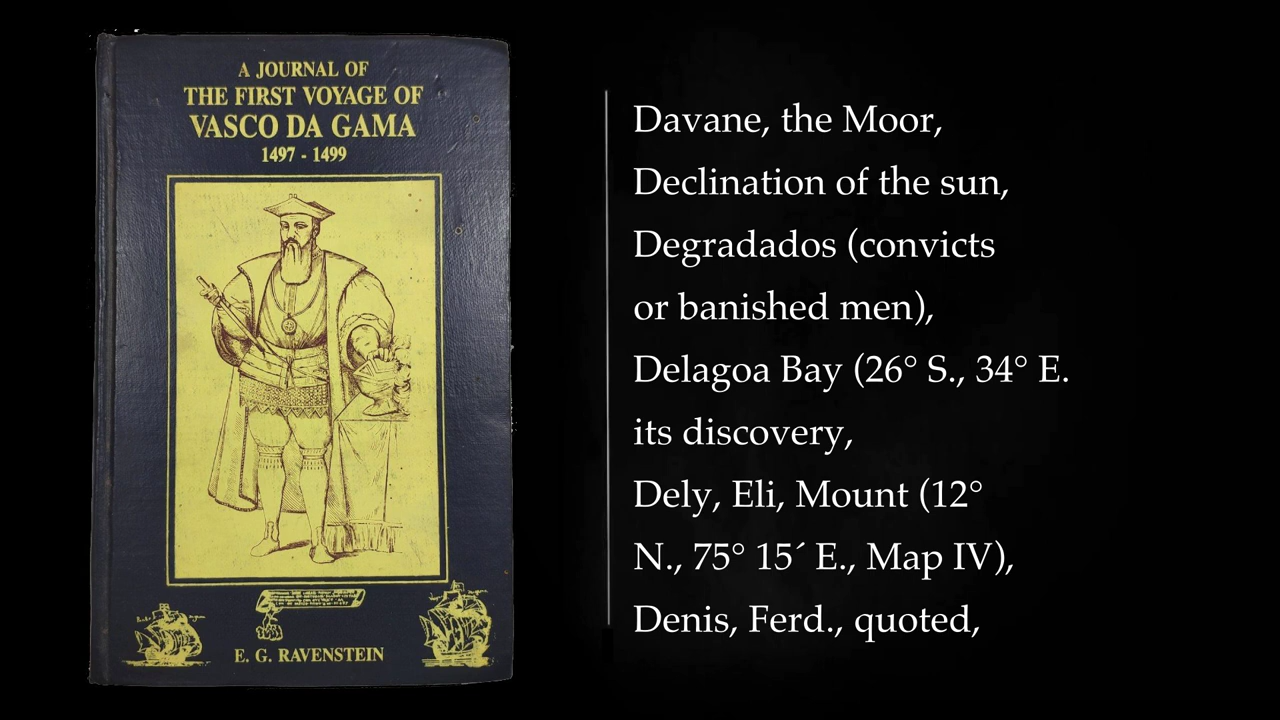 A JOURNAL OF
THE FIRST VOYAGE OF
VASCO DA GAMA
1497 - 1499
E. G. RAVENSTEIN
Davane, the Moor,
Declination of the sun,
Degradados (convicts
or banished men),
Delagoa Bay (26° S., 34° E.
its discovery,
Dely, Eli, Mount (12°
N., 75° 15´ E., Map IV),
Denis, Ferd., quoted,